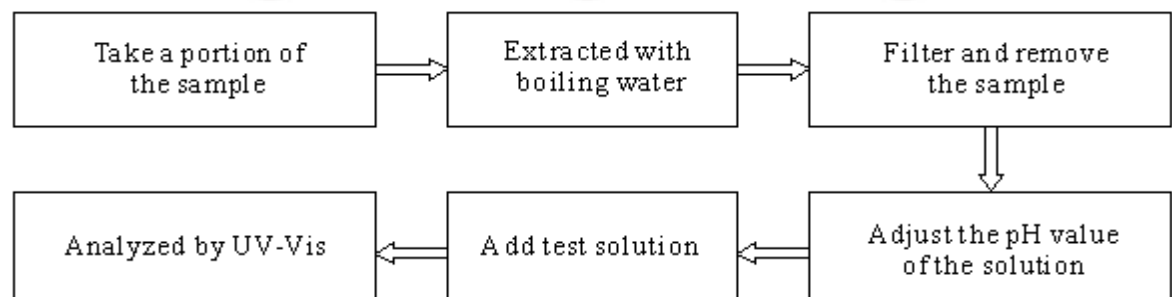 Take a portion of
the sample
Extracted with
boiling water
Filter and remove
the sample
Adjust the pH value
of the solution
Add test solution
Analyzed by UV-Vis